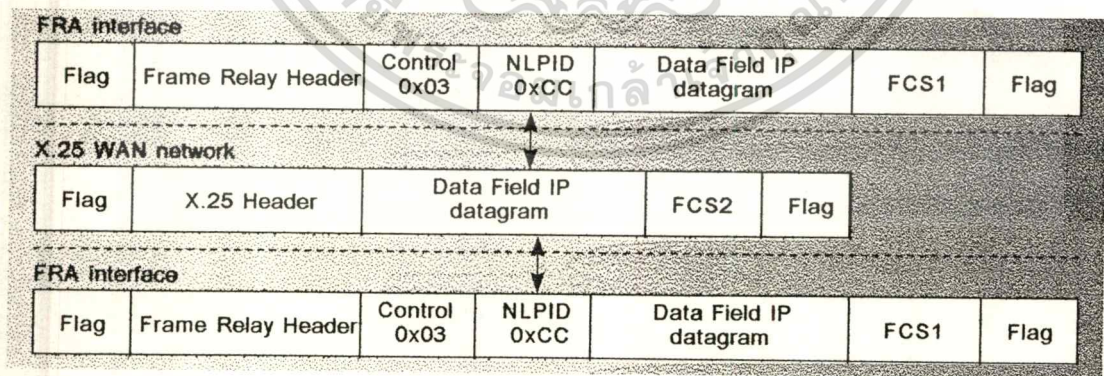 FRA interface
Flag Frame Relay Header Control 0x03 NLPID 0xCC Data Field IP datagram FCS1 Flag
X.25 WAN network
Flag X.25 Header Data Field IP datagram FCS2 Flag
FRA interface
Flag Frame Relay Header Control 0x03 NLPID 0xCC Data Field IP datagram FCS1 Flag